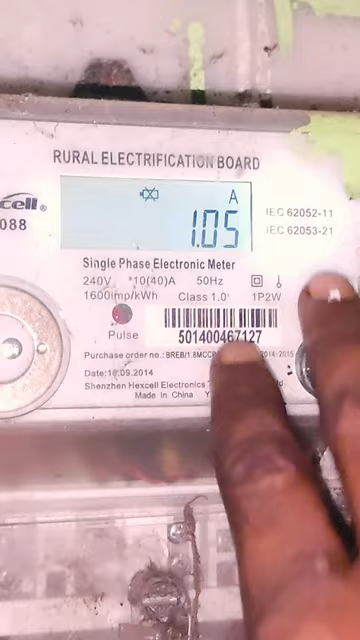 RURAL ELECTRIFICATION BOARD
cell®
088
A
1.05
IEC 62052-11
IEC 62053-21
Single Phase Electronic Meter
240V *10(40)A 50Hz
1600imp/kWh Class 1.0 1P2W
Pulse
501400467127
Purchase order no.: BREB/1.8MCCP 2014-2015
Date:16.09.2014
Shenzhen Hexcell Electronics
Made In China